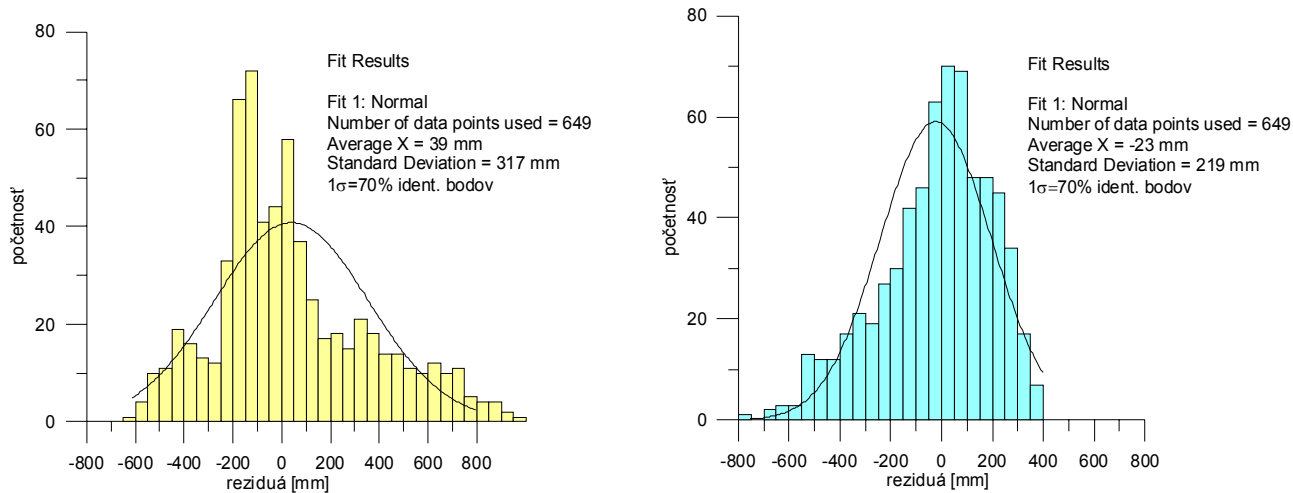 80
60
40
20
0
početnosť
Fit Results
Fit 1: Normal
Number of data points used = 649
Average X = 39 mm
Standard Deviation = 317 mm
1σ=70% ident. bodov
-800 -600 -400 -200 0 200 400 600 800
reziduá [mm]
80
60
40
20
0
početnosť
Fit Results
Fit 1: Normal
Number of data points used = 649
Average X = -23 mm
Standard Deviation = 219 mm
1σ=70% ident. bodov
-800 -600 -400 -200 0 200 400 600 800
reziduá [mm]